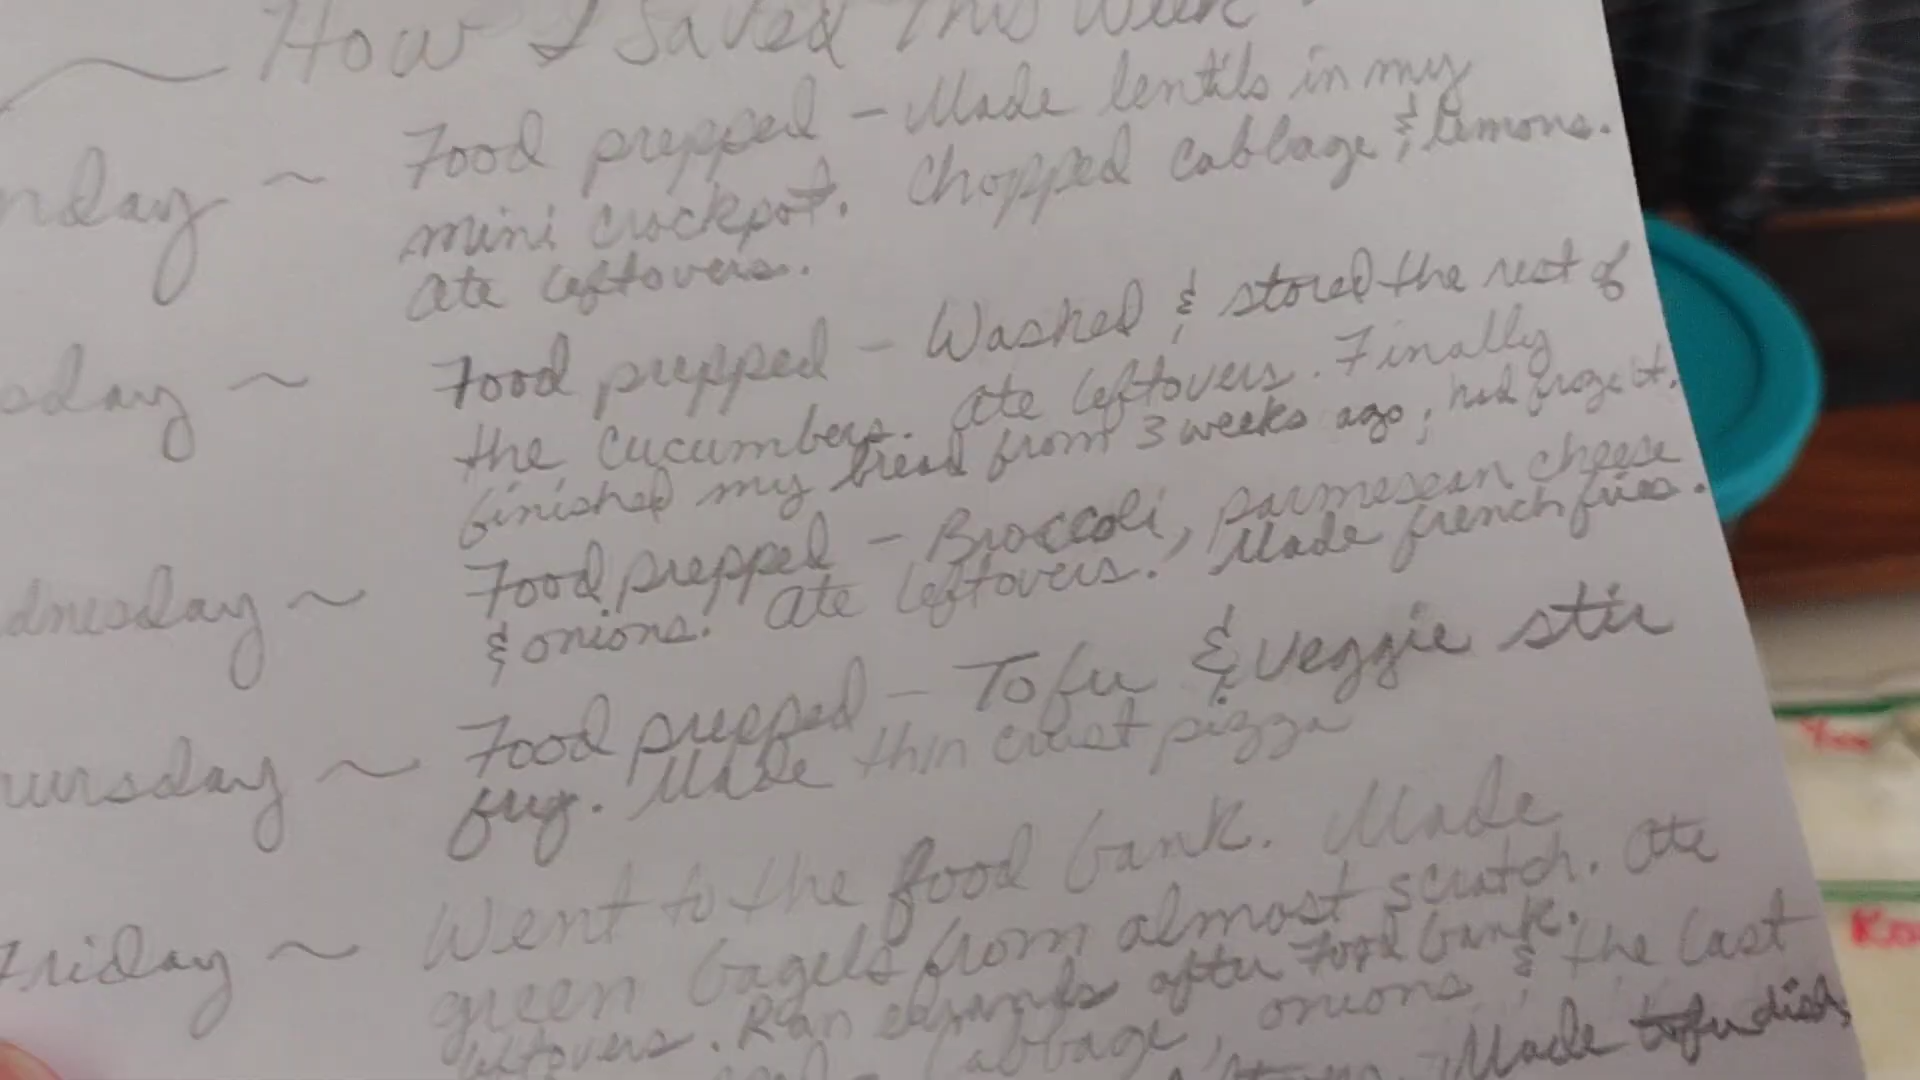 How I Saved This Week
nday ~ Food prepped - Made lentils in my
mini crockpot. Chopped cabbage & lemons.
Ate leftovers.
sday ~ Food prepped - Washed & stored the rest of
the cucumbers. Ate leftovers. Finally
finished my bread from 3 weeks ago; had froze it.
dnesday ~ Food prepped - Broccoli, parmesean cheese
& onions. Ate leftovers. Made french fries.
ursday ~ Food prepped - Tofu & veggie stir
fry. Made thin crust pizza
Friday ~ Went to the food bank. Made
green bagels from almost scratch. Ate
leftovers. Ran errands after Food bank.
Cabbage, onions & the last
Made tofu dish